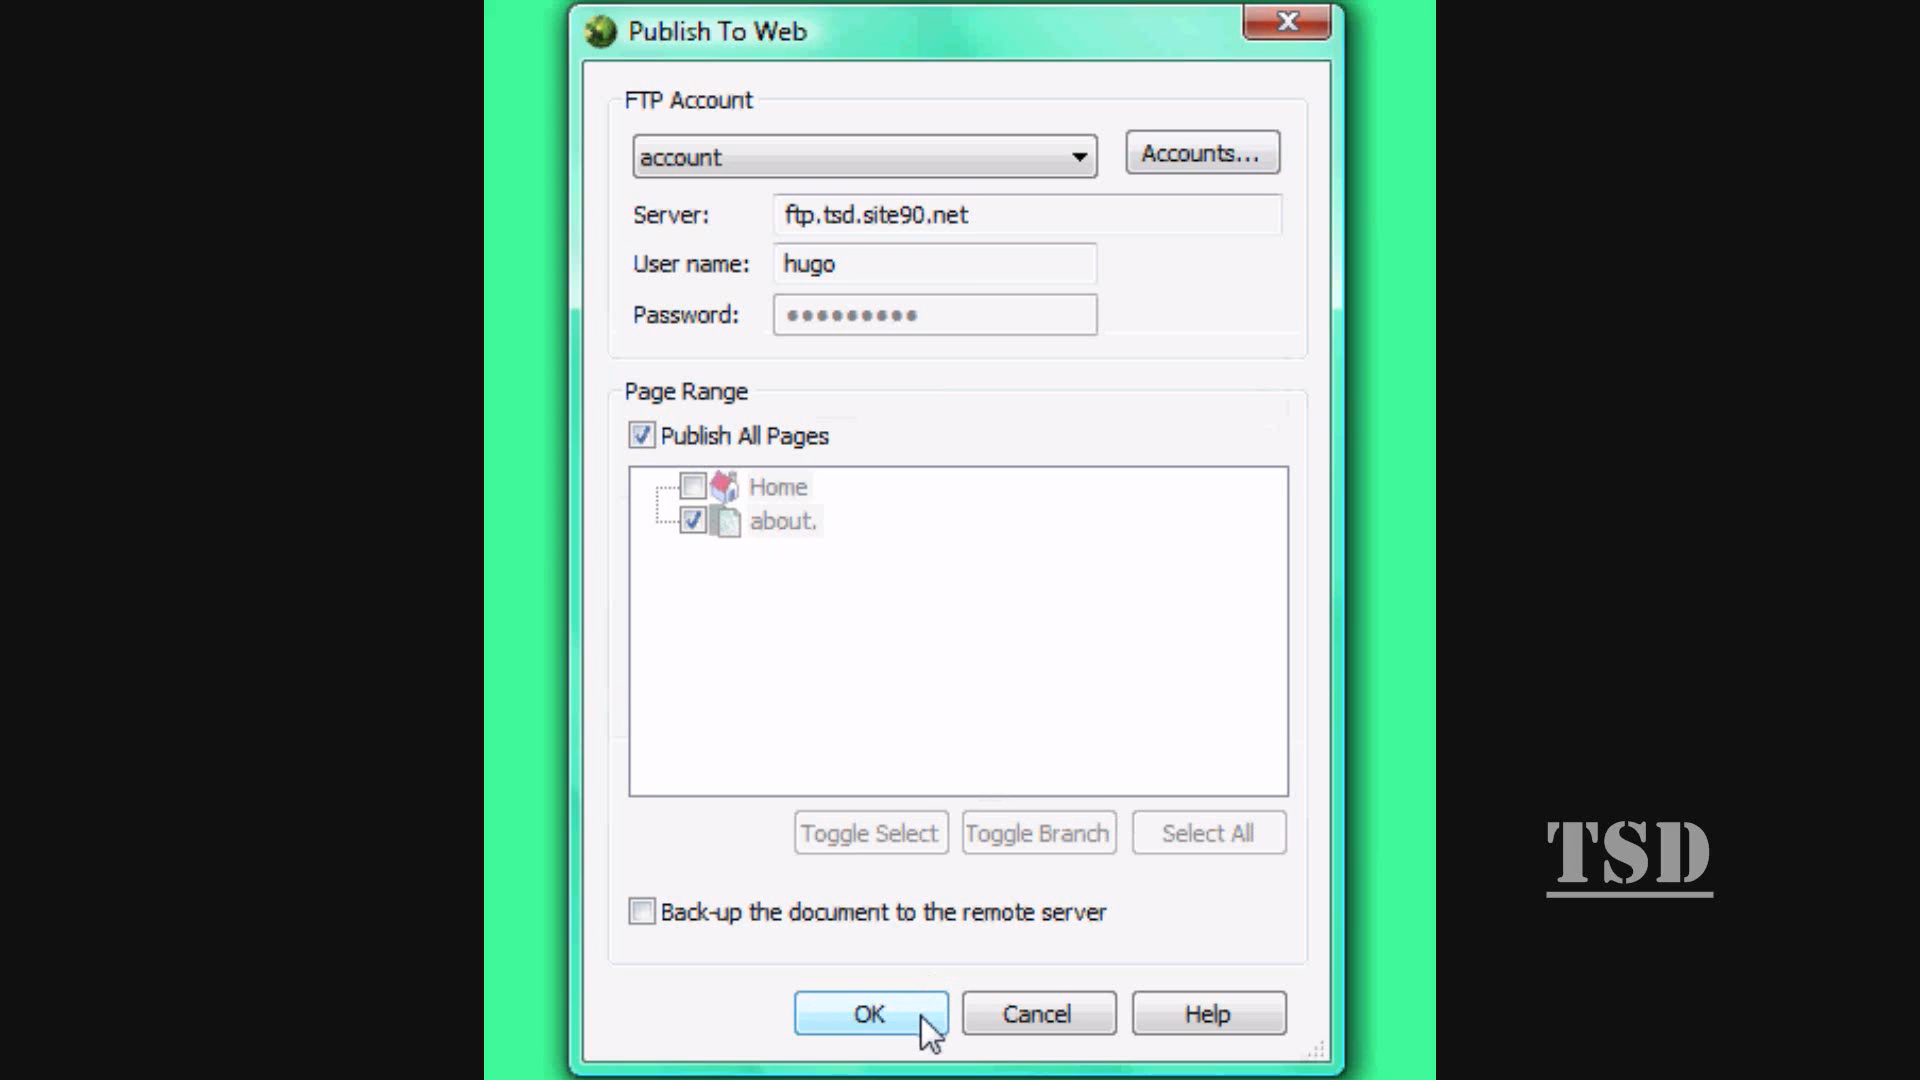 Publish To Web
FTP Account
account
Accounts...
Server: ftp.tsd.site90.net
User name: hugo
Password: ●●●●●●●●●
Page Range
Publish All Pages
Home
about.
Toggle Select Toggle Branch Select All
Back-up the document to the remote server
TSD
OK Cancel Help